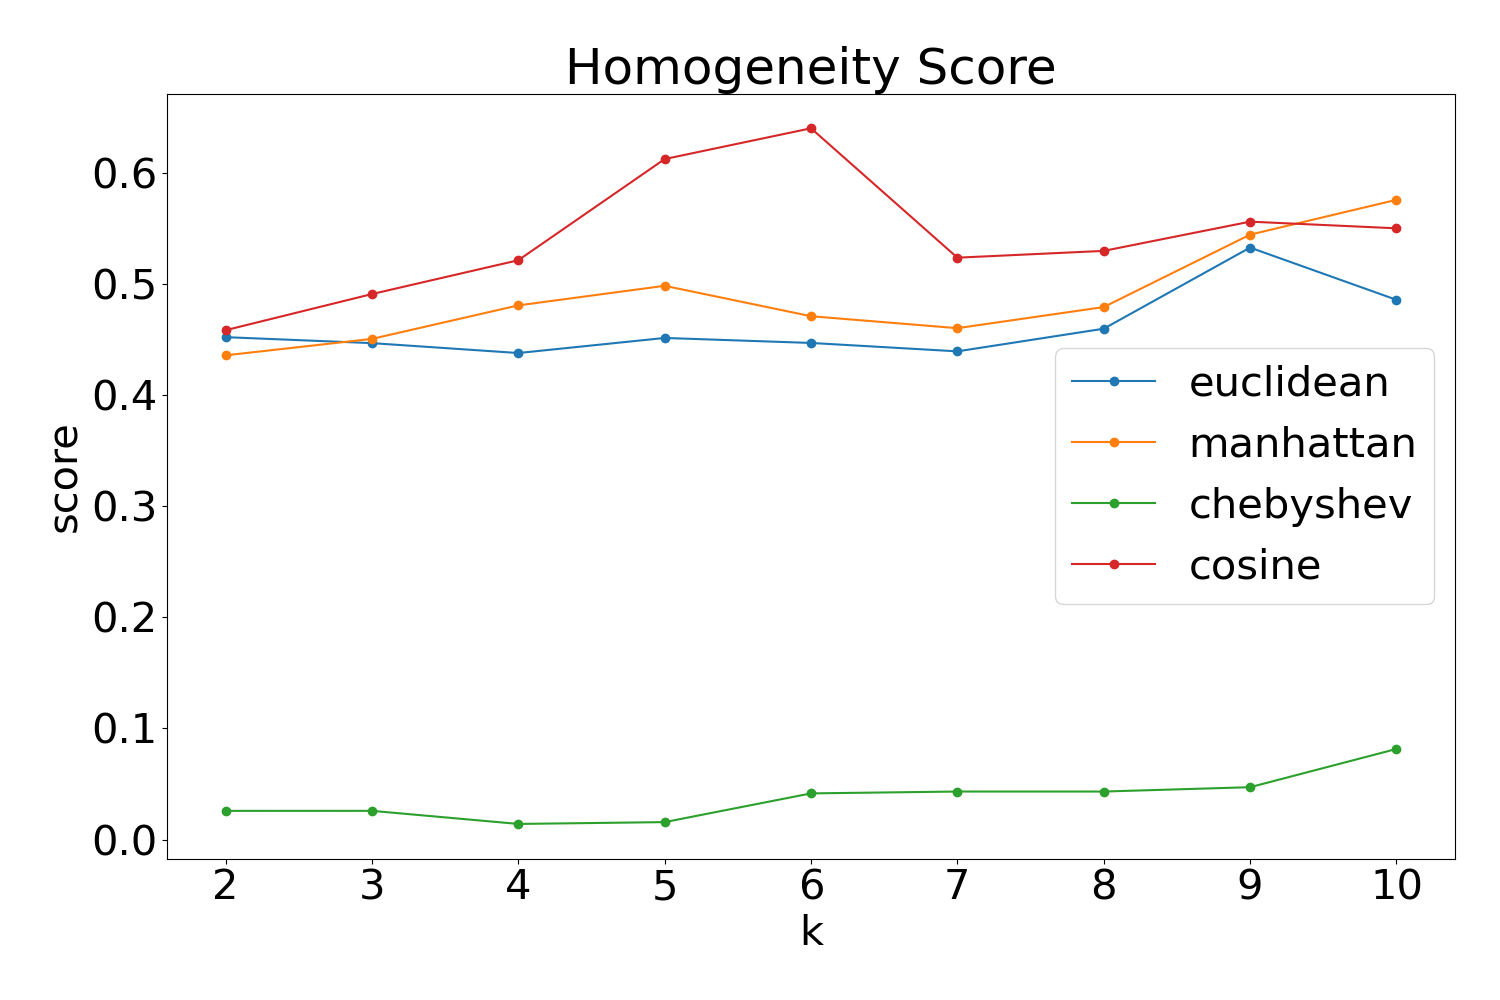 Homogeneity Score
score
0.6
0.5
0.4
0.3
0.2
0.1
0.0
euclidean
manhattan
chebyshev
cosine
2 3 4 5 6 7 8 9 10
k